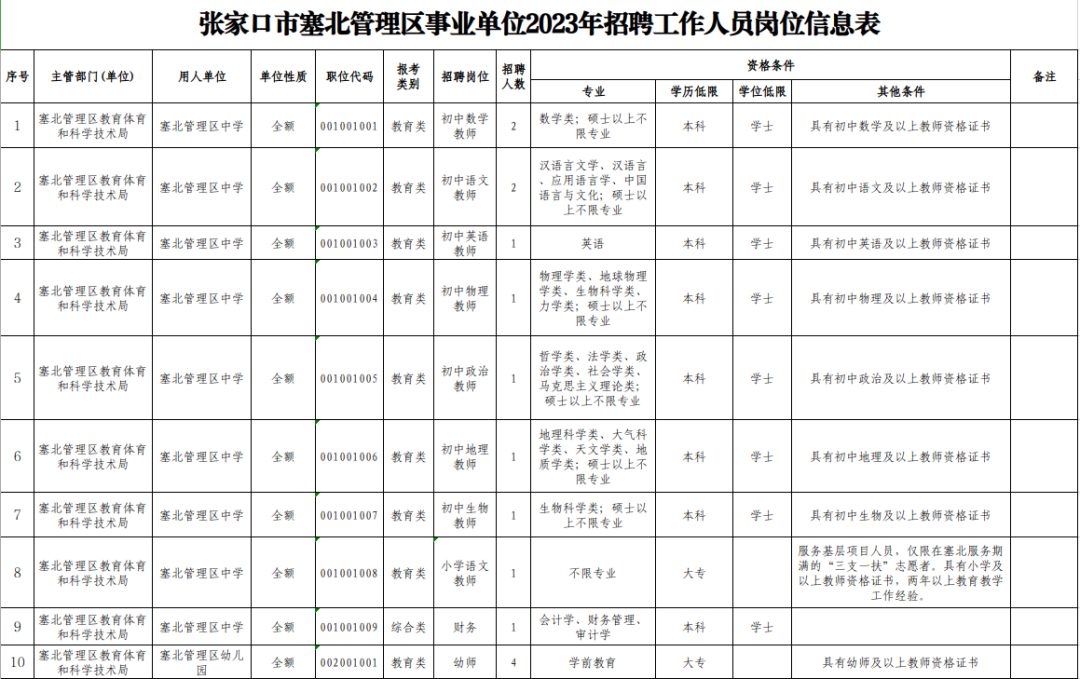 张家口市塞北管理区事业单位2023年招聘工作人员岗位信息表
序号 主管部门(单位) 用人单位 单位性质 职位代码 报考类别 招聘岗位 招聘人数 资格条件 备注
专业 学历低限 学位低限 其他条件
1 塞北管理区教育体育和科学技术局 塞北管理区中学 全额 001001001 教育类 初中数学教师 2 数学类；硕士以上不限专业 本科 学士 具有初中数学及以上教师资格证书
2 塞北管理区教育体育和科学技术局 塞北管理区中学 全额 001001002 教育类 初中语文教师 2 汉语言文学、汉语言、应用语言学、中国语言与文化；硕士以上不限专业 本科 学士 具有初中语文及以上教师资格证书
3 塞北管理区教育体育和科学技术局 塞北管理区中学 全额 001001003 教育类 初中英语教师 1 英语 本科 学士 具有初中英语及以上教师资格证书
4 塞北管理区教育体育和科学技术局 塞北管理区中学 全额 001001004 教育类 初中物理教师 1 物理学类、地球物理学类、生物科学类、力学类；硕士以上不限专业 本科 学士 具有初中物理及以上教师资格证书
5 塞北管理区教育体育和科学技术局 塞北管理区中学 全额 001001005 教育类 初中政治教师 1 哲学类、法学类、政治学类、社会学类、马克思主义理论类；硕士以上不限专业 本科 学士 具有初中政治及以上教师资格证书
6 塞北管理区教育体育和科学技术局 塞北管理区中学 全额 001001006 教育类 初中地理教师 1 地理科学类、大气科学类、天文学类、地质学类；硕士以上不限专业 本科 学士 具有初中地理及以上教师资格证书
7 塞北管理区教育体育和科学技术局 塞北管理区中学 全额 001001007 教育类 初中生物教师 1 生物科学类；硕士以上不限专业 本科 学士 具有初中生物及以上教师资格证书
8 塞北管理区教育体育和科学技术局 塞北管理区中学 全额 001001008 教育类 小学语文教师 1 不限专业 大专 服务基层项目人员，仅限在塞北服务期满的“三支一扶”志愿者。具有小学及以上教师资格证书，两年以上教育教学工作经验。
9 塞北管理区教育体育和科学技术局 塞北管理区中学 全额 001001009 综合类 财务 1 会计学、财务管理、审计学 本科 学士
10 塞北管理区教育体育和科学技术局 塞北管理区幼儿园 全额 002001001 教育类 幼师 4 学前教育 大专 具有幼师及以上教师资格证书